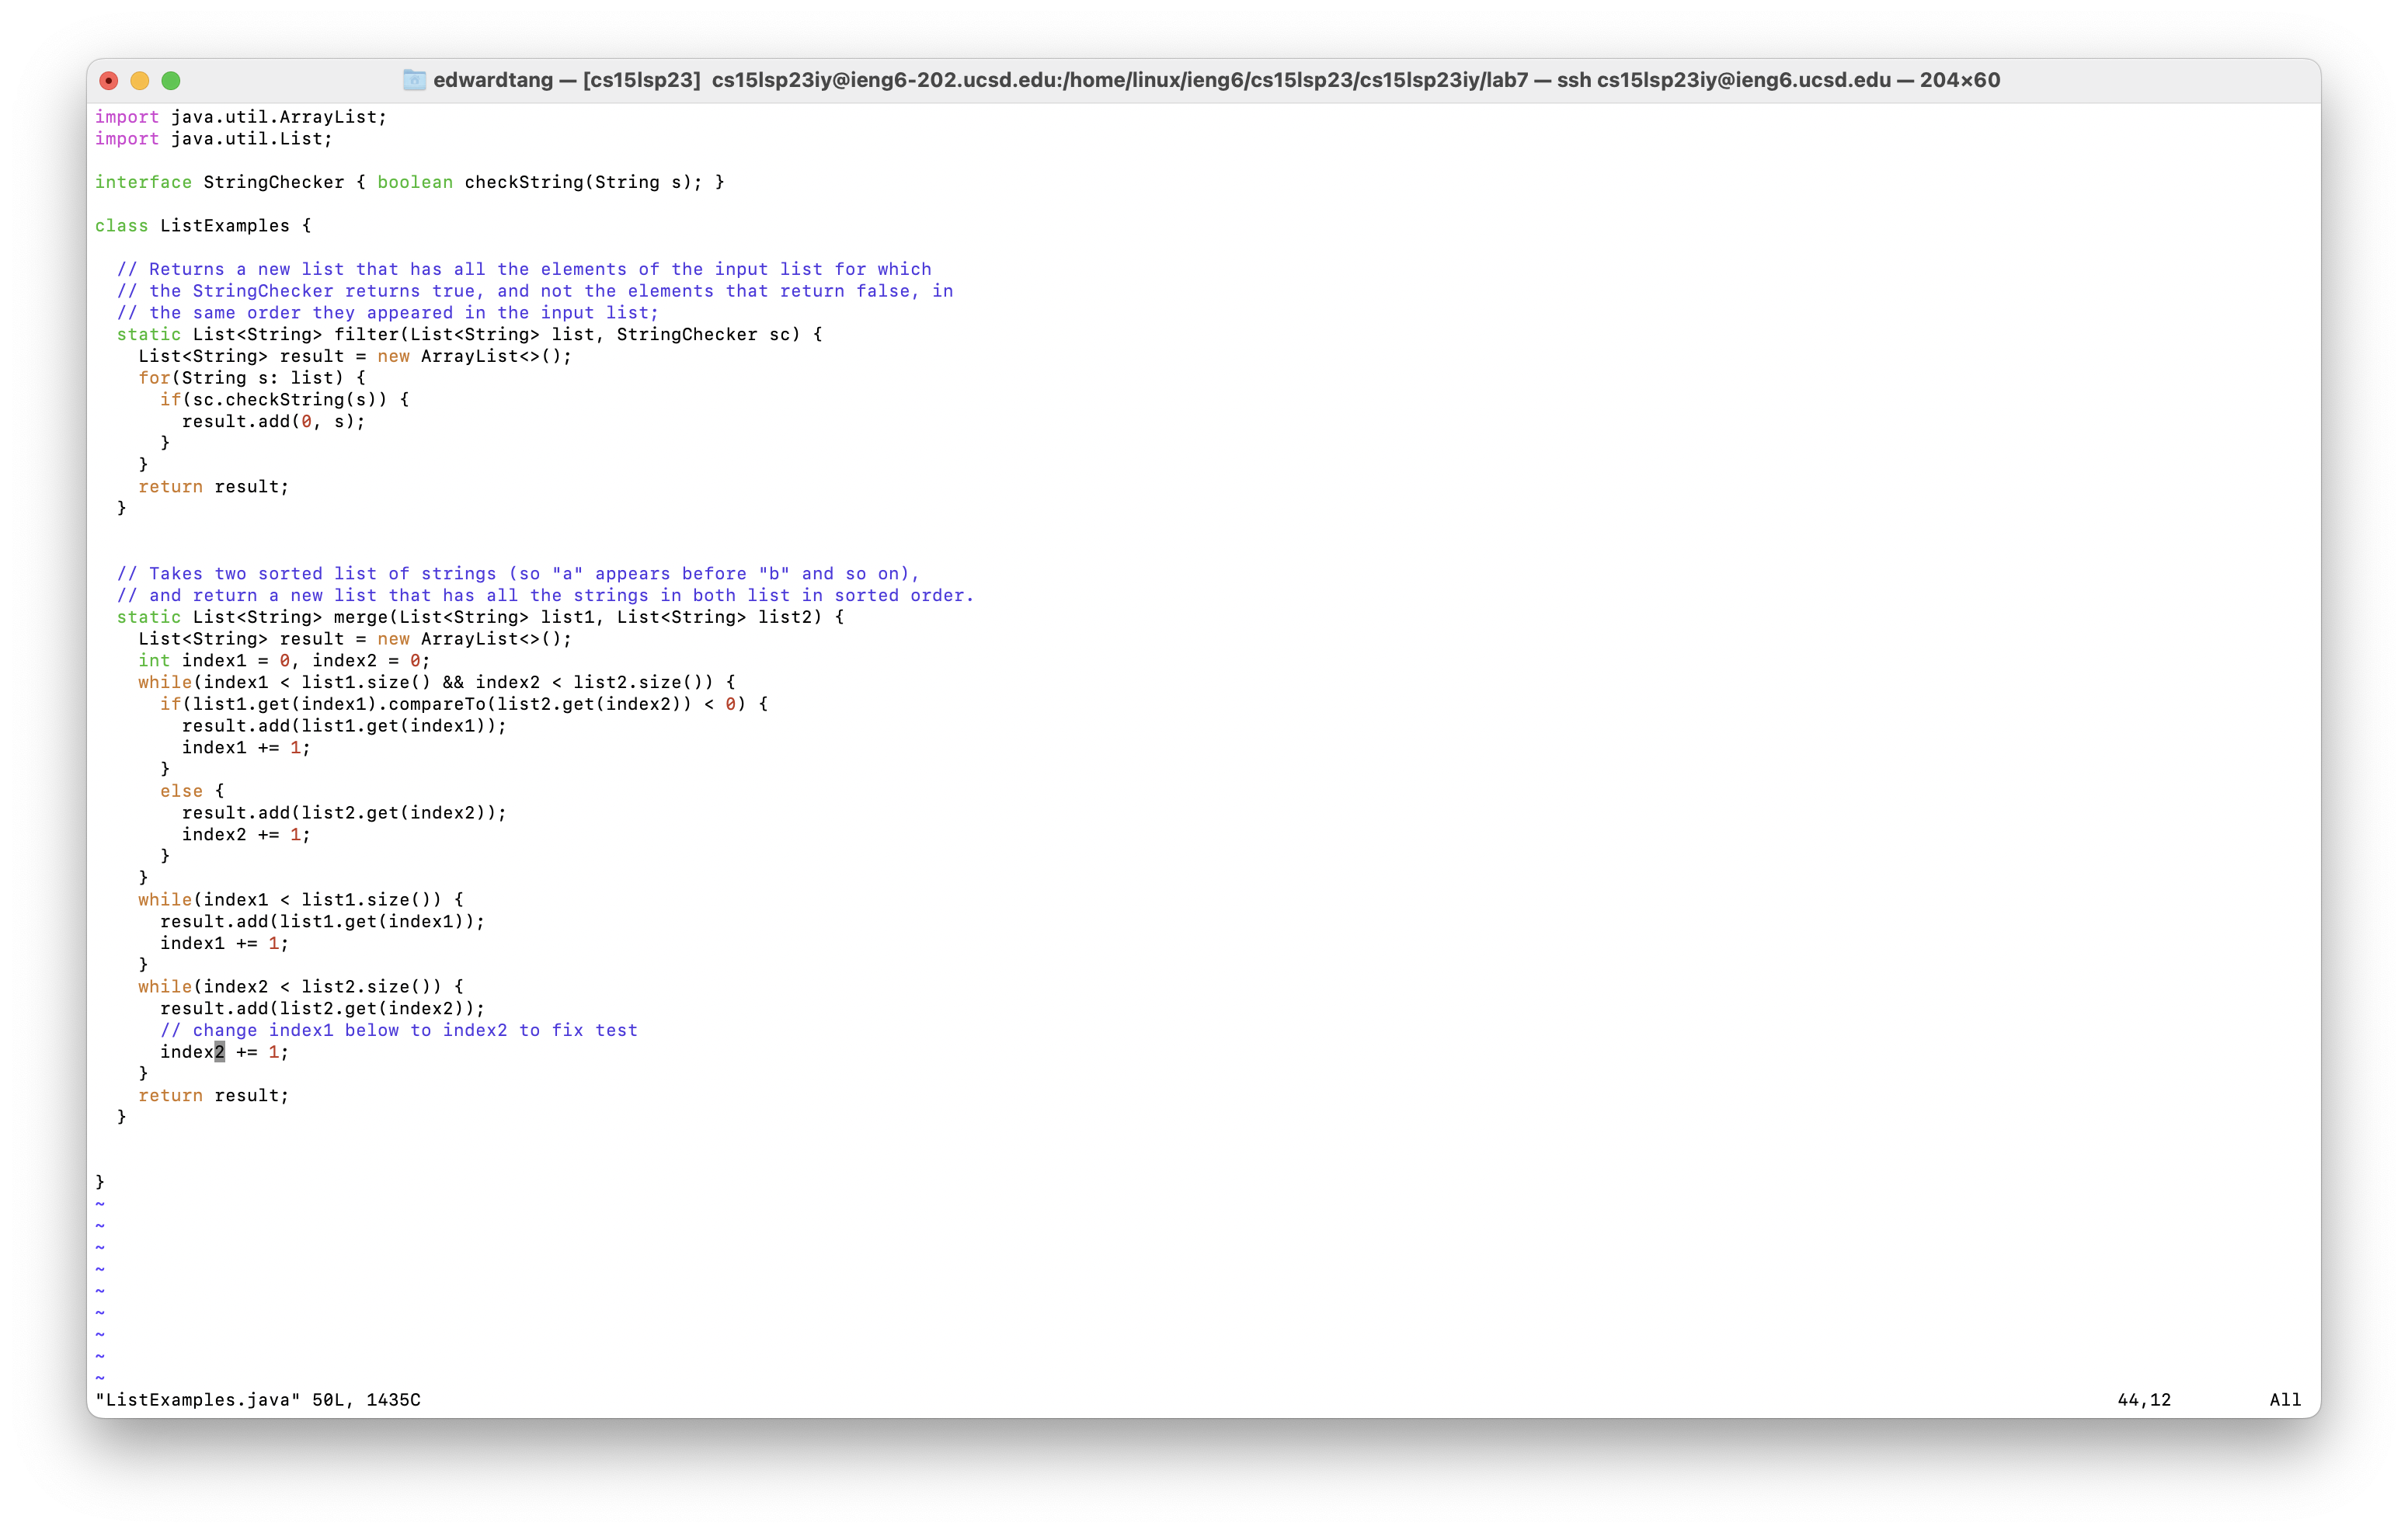 edwardtang — [cs15lsp23]  cs15lsp23iy@ieng6-202.ucsd.edu:/home/linux/ieng6/cs15lsp23/cs15lsp23iy/lab7 — ssh cs15lsp23iy@ieng6.ucsd.edu — 204×60
import java.util.ArrayList;
import java.util.List;

interface StringChecker { boolean checkString(String s); }

class ListExamples {

  // Returns a new list that has all the elements of the input list for which
  // the StringChecker returns true, and not the elements that return false, in
  // the same order they appeared in the input list;
  static List<String> filter(List<String> list, StringChecker sc) {
    List<String> result = new ArrayList<>();
    for(String s: list) {
      if(sc.checkString(s)) {
        result.add(0, s);
      }
    }
    return result;
  }


  // Takes two sorted list of strings (so "a" appears before "b" and so on),
  // and return a new list that has all the strings in both list in sorted order.
  static List<String> merge(List<String> list1, List<String> list2) {
    List<String> result = new ArrayList<>();
    int index1 = 0, index2 = 0;
    while(index1 < list1.size() && index2 < list2.size()) {
      if(list1.get(index1).compareTo(list2.get(index2)) < 0) {
        result.add(list1.get(index1));
        index1 += 1;
      }
      else {
        result.add(list2.get(index2));
        index2 += 1;
      }
    }
    while(index1 < list1.size()) {
      result.add(list1.get(index1));
      index1 += 1;
    }
    while(index2 < list2.size()) {
      result.add(list2.get(index2));
      // change index1 below to index2 to fix test
      index2 += 1;
    }
    return result;
  }


}
~
~
~
~
~
~
~
~
~
"ListExamples.java" 50L, 1435C                    44,12         All